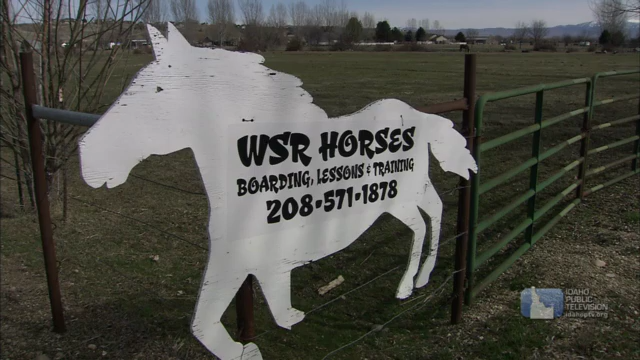 WSR HORSES
BOARDING, LESSONS & TRAINING
208-571-1878
IDAHO
PUBLIC
TELEVISION
idahoptv.org